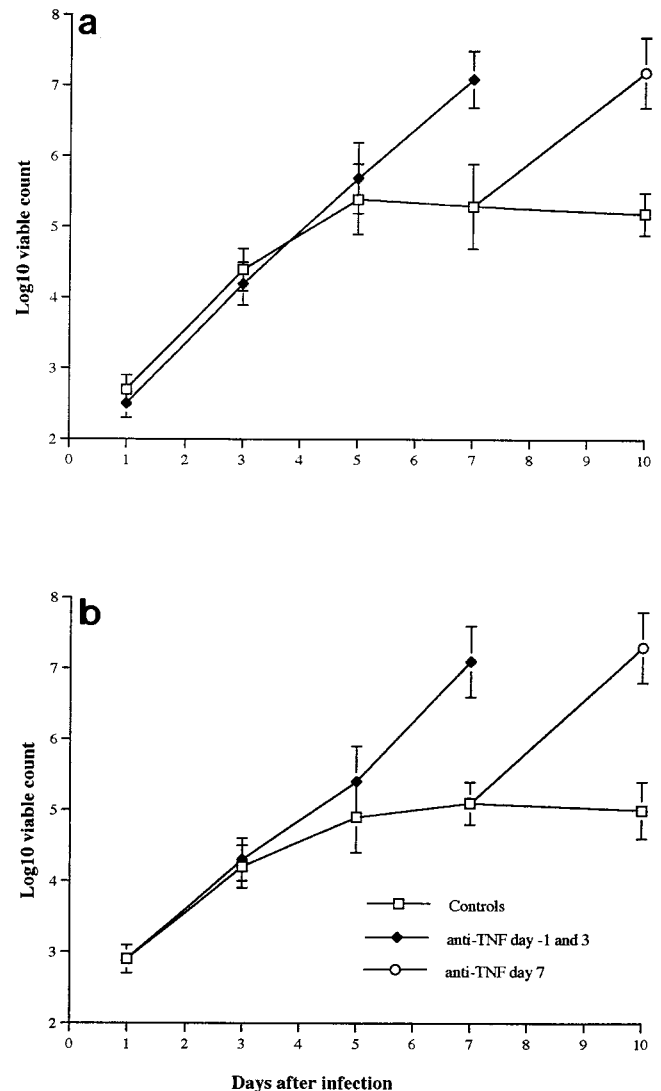 a
8
7
6
5
4
3
2
Log10 viable count
0 1 2 3 4 5 6 7 8 9 10
b
8
7
6
5
4
3
2
Log10 viable count
Controls
anti-TNF day -1 and 3
anti-TNF day 7
0 1 2 3 4 5 6 7 8 9 10
Days after infection